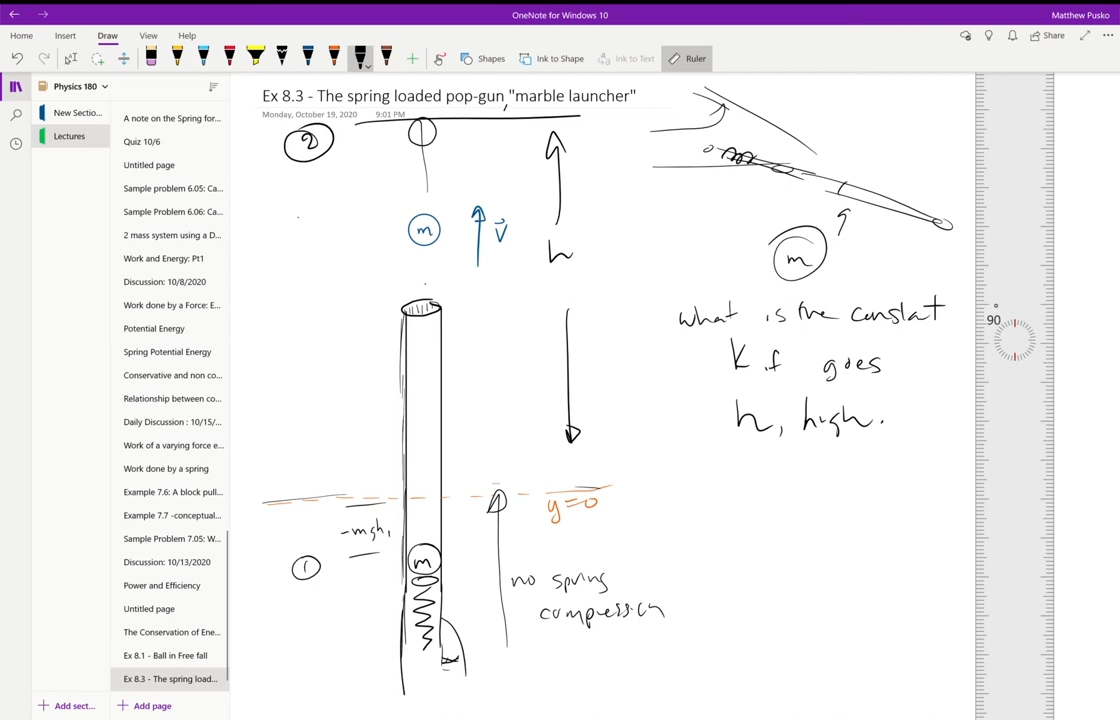 OneNote for Windows 10
Matthew Pusko
Home
Insert
Draw
View
Help
Shapes
Ink to Shape
Ink to Text
Ruler
Share
Physics 180
New Sectio...
Lectures
A note on the Spring for...
Quiz 10/6
Untitled page
Sample problem 6.05: Ca...
Sample Problem 6.06: Ca...
2 mass system using a D...
Work and Energy: Pt1
Discussion: 10/8/2020
Work done by a Force: E...
Potential Energy
Spring Potential Energy
Conservative and non co...
Relationship between co...
Daily Discussion : 10/15/...
Work of a varying force e...
Work done by a spring
Example 7.6: A block pull...
Example 7.7 -conceptual...
Sample Problem 7.05: W...
Discussion: 10/13/2020
Power and Efficiency
Untitled page
The Conservation of Ene...
Ex 8.1 - Ball in Free fall
Ex 8.3 - The spring load...
Add sect...
Add page
Ex 8.3 - The spring loaded pop-gun, "marble launcher"
Monday, October 19, 2020 9:01 PM
2
m
v
h
m
what is the constat
K if goes
h, high.
90°
y=0
-mgh,
1
m
no spring
compression